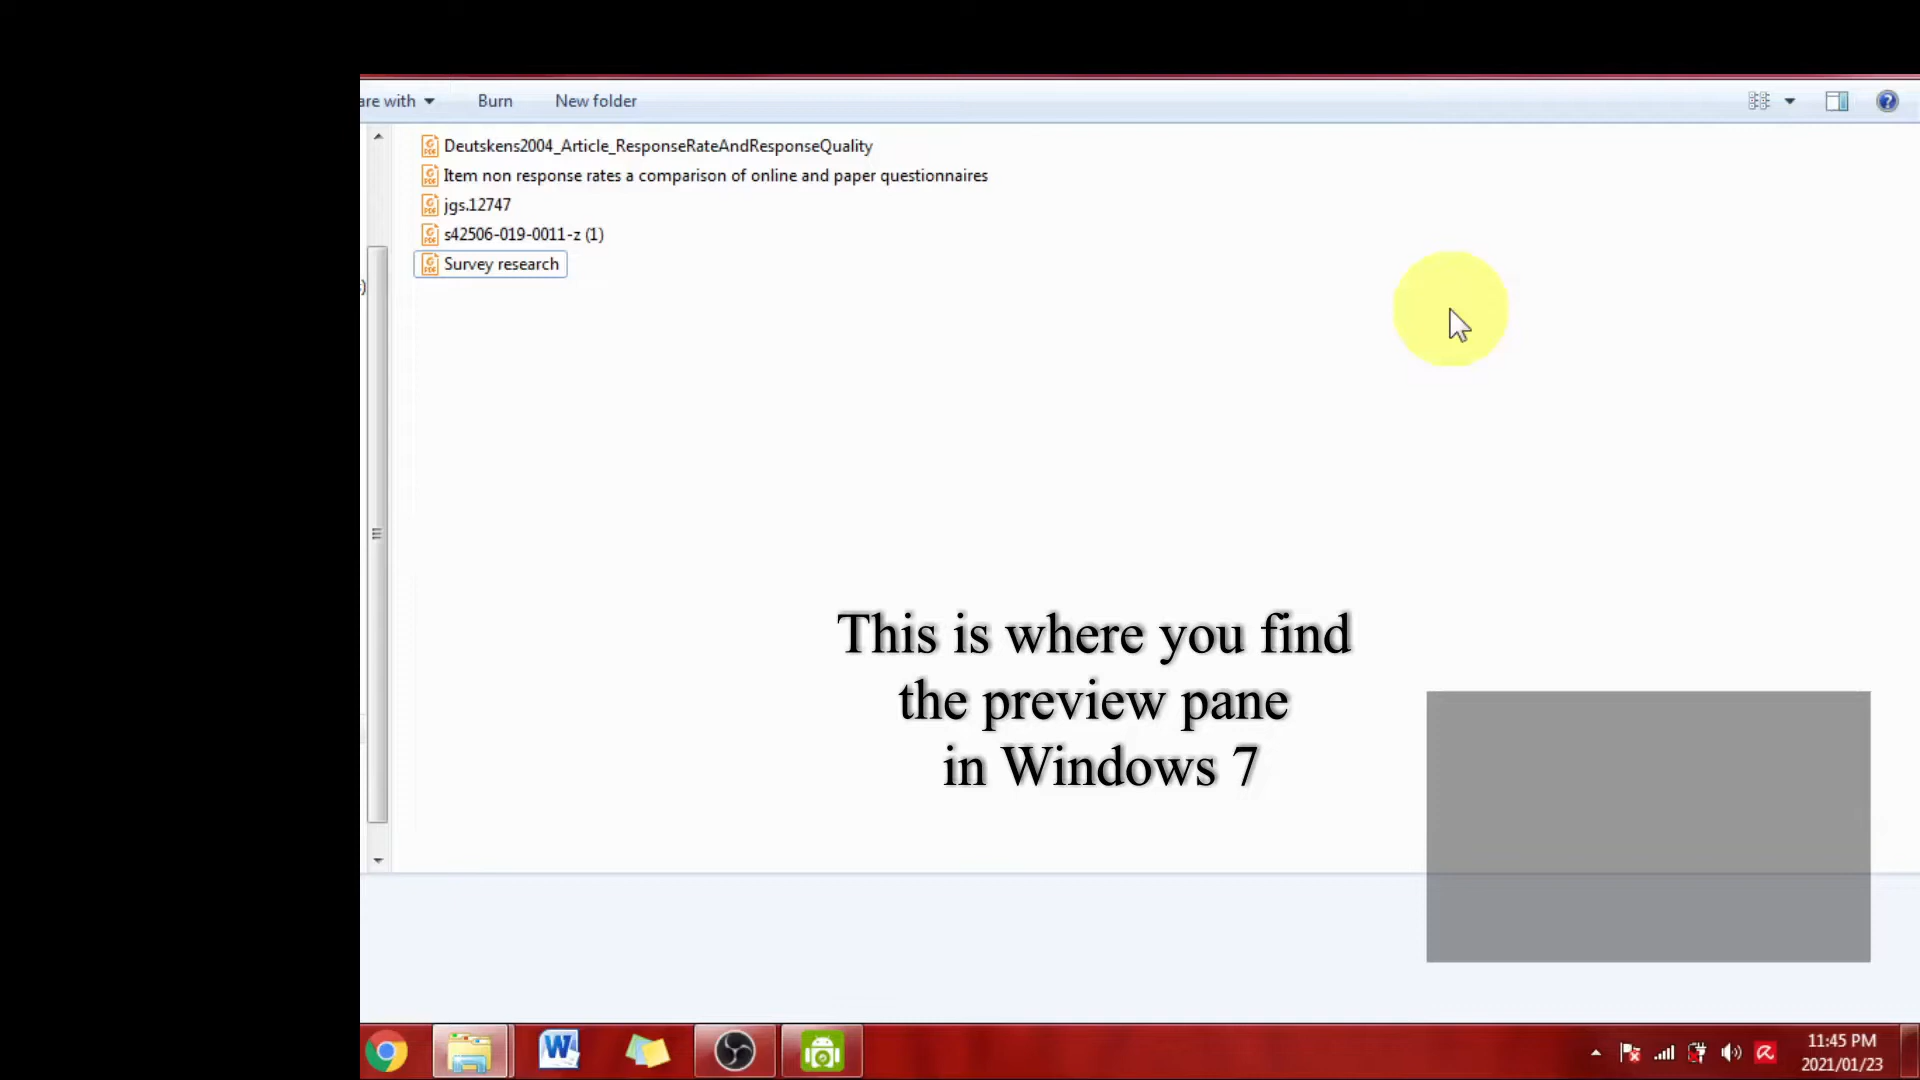 are with
Burn
New folder
Deutskens2004_Article_ResponseRateAndResponseQuality
Item non response rates a comparison of online and paper questionnaires
jgs.12747
s42506-019-0011-z (1)
Survey research
:)
This is where you find
the preview pane
in Windows 7
11:45 PM
2021/01/23